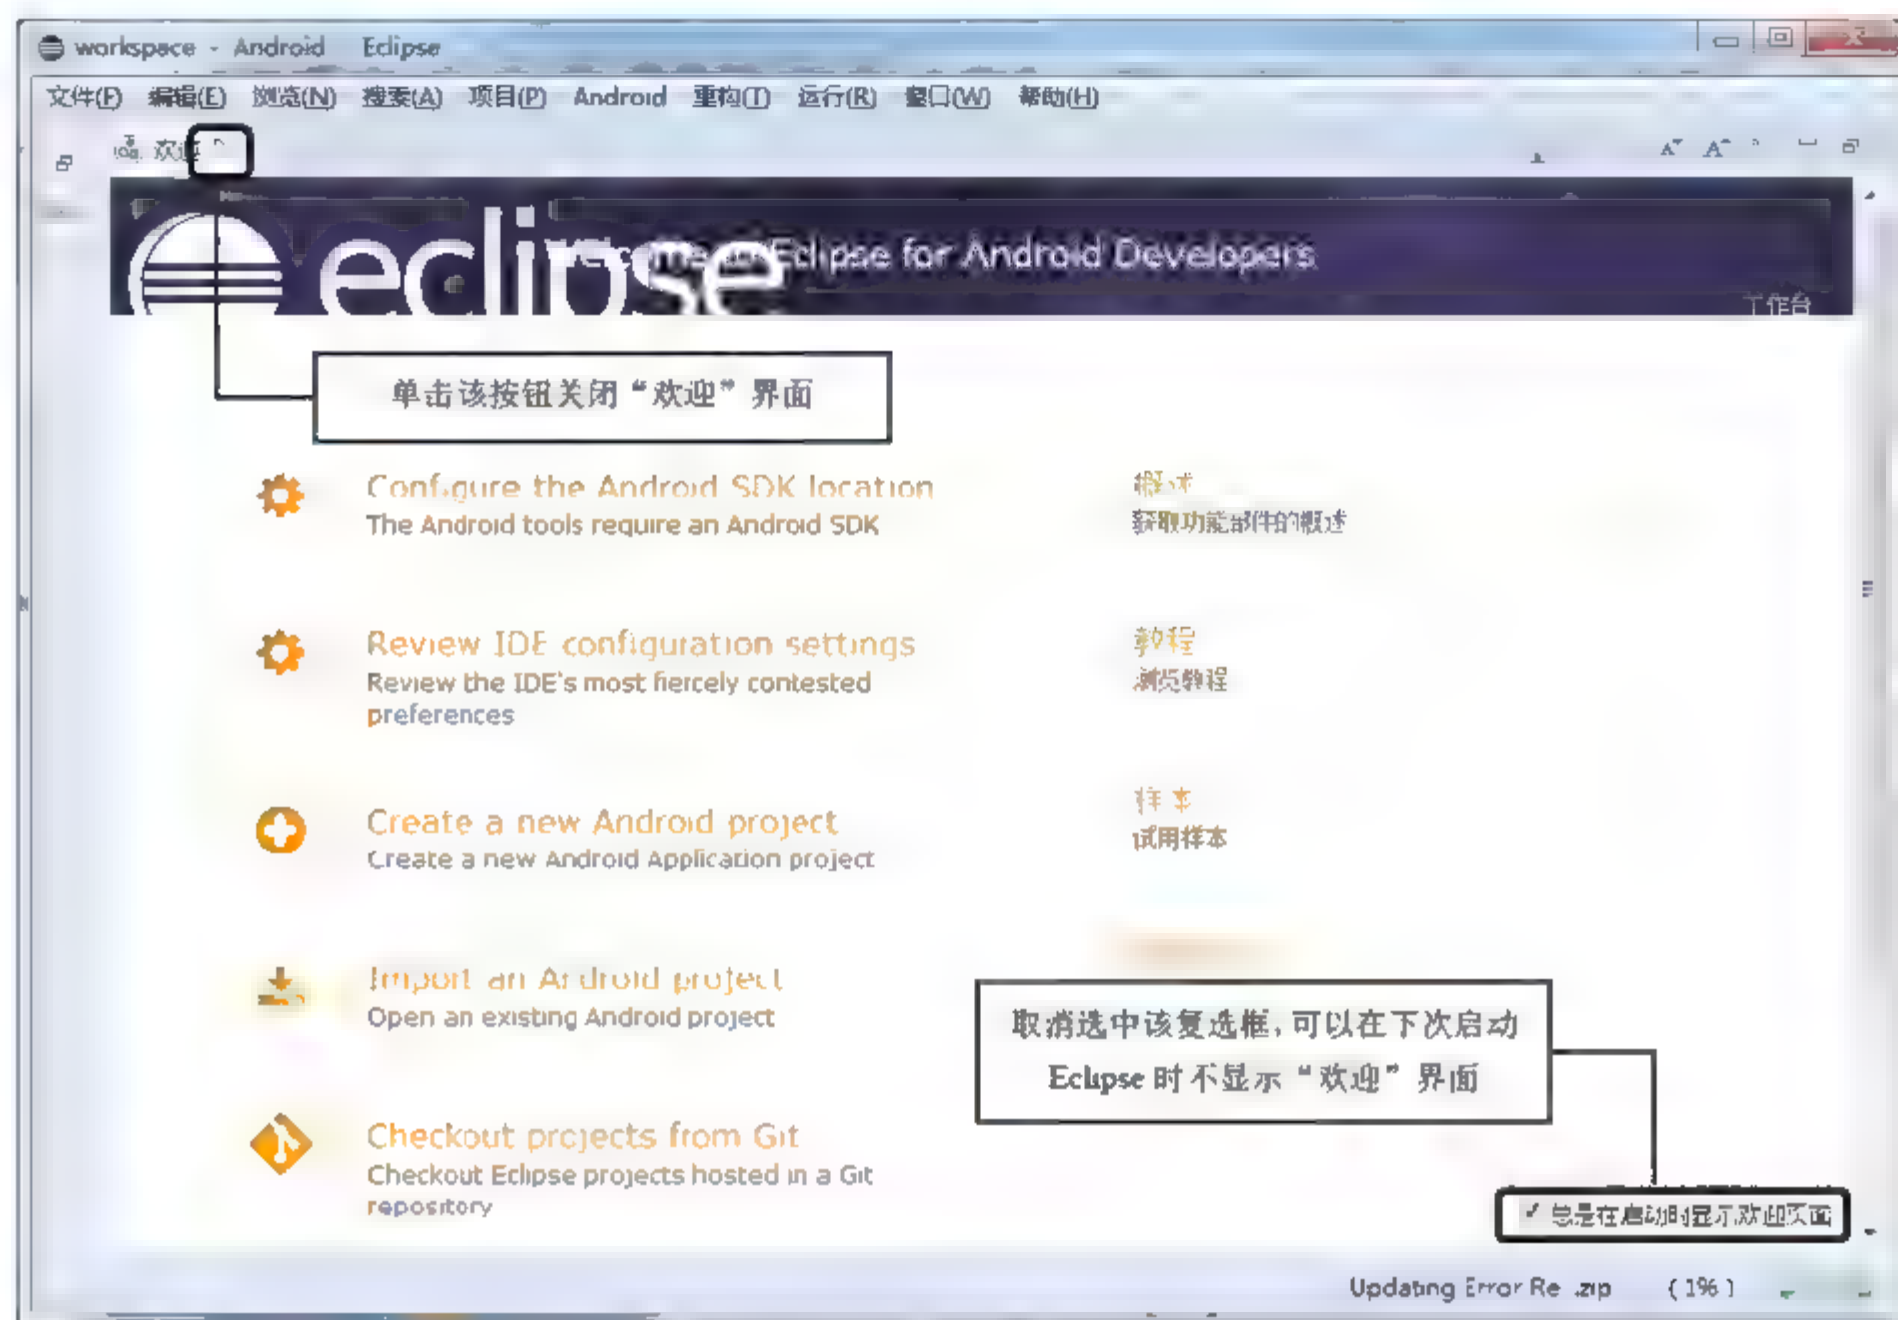 workspace - Android Eclipse
文件(F) 编辑(E) 浏览(N) 搜索(A) 项目(P) Android 重构(T) 运行(R) 窗口(W) 帮助(H)
欢迎
eclipse
Eclipse for Android Developers
工作台
单击该按钮关闭“欢迎”界面
Configure the Android SDK location
The Android tools require an Android SDK
概述
获取功能部件的概述
Review IDE configuration settings
Review the IDE's most fiercely contested
preferences
教程
浏览教程
Create a new Android project
Create a new Android Application project
样本
试用样本
Import an Android project
Open an existing Android project
取消选中该复选框,可以在下次启动
Eclipse 时不显示“欢迎”界面
Checkout projects from Git
Checkout Eclipse projects hosted in a Git
repository
总是在启动时显示欢迎页面
Updating Error Re .zip (1%)